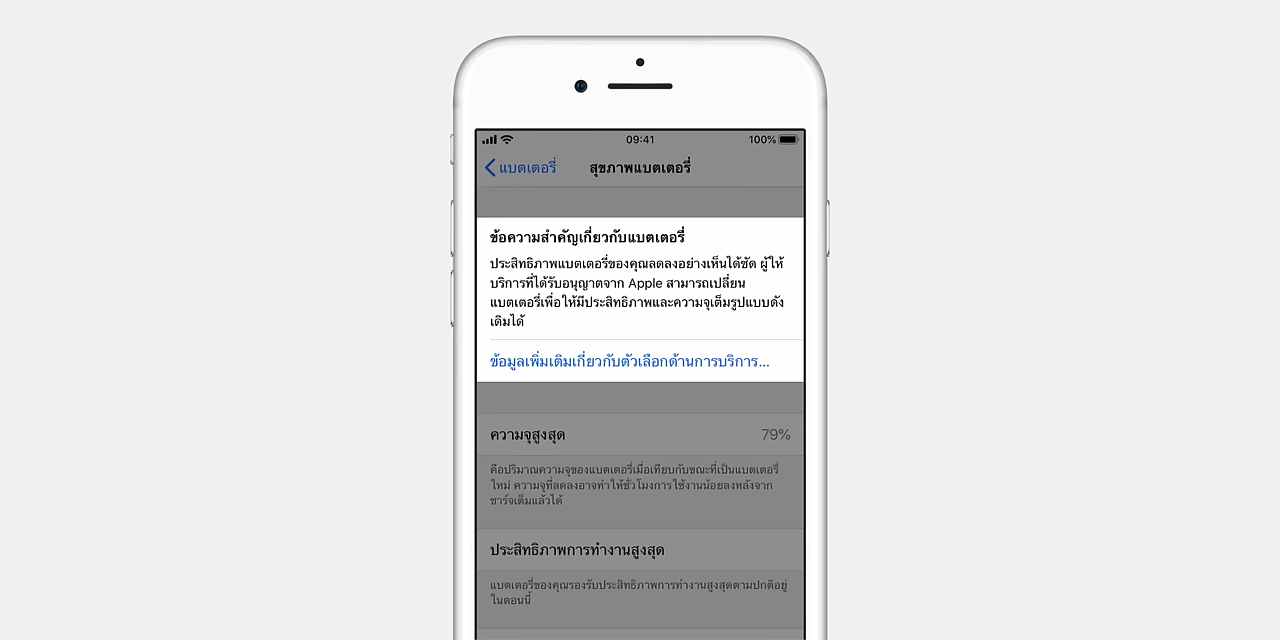 09:41
100%
แบตเตอรี่
สุขภาพแบตเตอรี่
ข้อความสำคัญเกี่ยวกับแบตเตอรี่
ประสิทธิภาพแบตเตอรี่ของคุณลดลงอย่างเห็นได้ชัด ผู้ให้
บริการที่ได้รับอนุญาตจาก Apple สามารถเปลี่ยน
แบตเตอรี่เพื่อให้มีประสิทธิภาพและความจุเต็มรูปแบบดัง
เดิมได้
ข้อมูลเพิ่มเติมเกี่ยวกับตัวเลือกด้านการบริการ...
ความจุสูงสุด 79%
คือปริมาณความจุของแบตเตอรี่เมื่อเทียบกับขณะที่เป็นแบตเตอรี่
ใหม่ ความจุที่ลดลงอาจทำให้ชั่วโมงการใช้งานน้อยลงหลังจาก
ชาร์จเต็มแล้วได้
ประสิทธิภาพการทำงานสูงสุด
แบตเตอรี่ของคุณรองรับประสิทธิภาพการทำงานสูงสุดตามปกติอยู่
ในตอนนี้